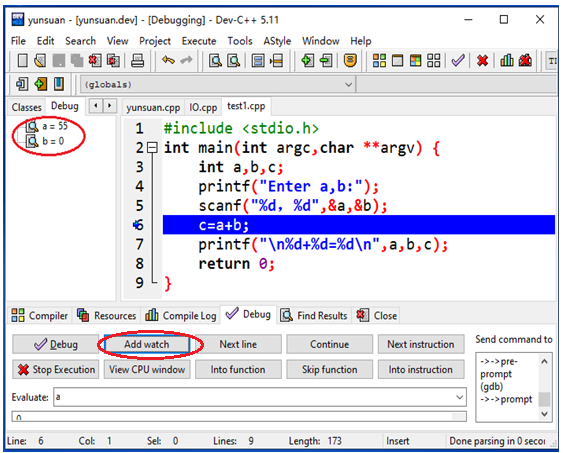 yunsuan - [yunsuan.dev] - [Debugging] - Dev-C++ 5.11
File Edit Search View Project Execute Tools AStyle Window Help
(globals)
Classes Debug yunsuan.cpp IO.cpp test1.cpp
a = 55
b = 0
1 #include <stdio.h>
2 int main(int argc,char **argv) {
3 int a,b,c;
4 printf("Enter a,b:");
5 scanf("%d，%d",&a,&b);
6 c=a+b;
7 printf("\n%d+%d=%d\n",a,b,c);
8 return 0;
9 }
Compiler Resources Compile Log Debug Find Results Close
Debug Add watch Next line Continue Next instruction
Stop Execution View CPU window Into function Skip function Into instruction
Send command to
->->pre-
prompt
(gdb)
->->prompt
Evaluate: a
Line: 6 Col: 1 Sel: 0 Lines: 9 Length: 173 Insert Done parsing in 0 secor